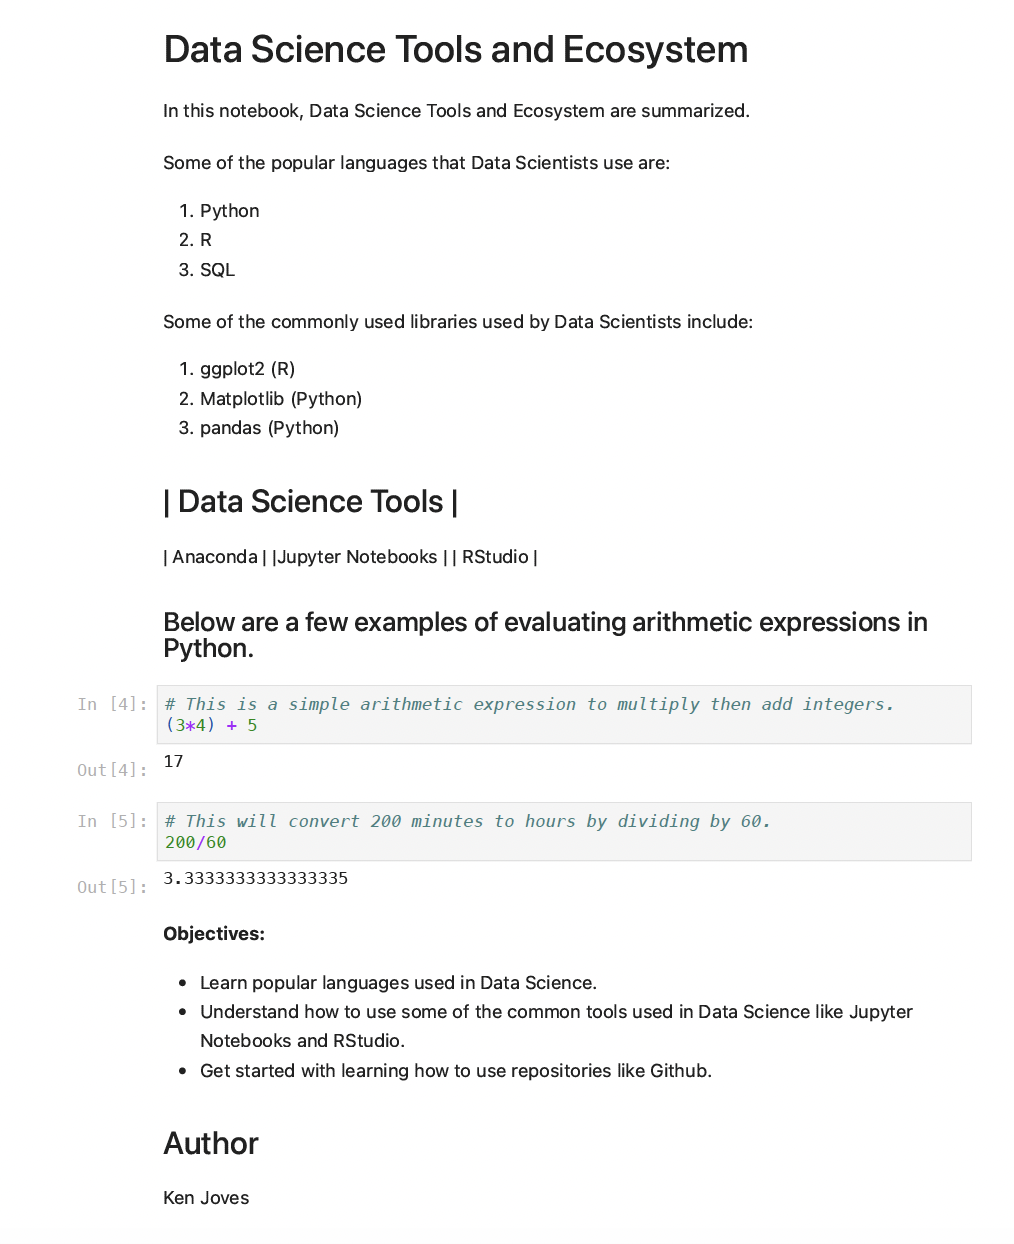 Data Science Tools and Ecosystem
In this notebook, Data Science Tools and Ecosystem are summarized.
Some of the popular languages that Data Scientists use are:
1. Python
2. R
3. SQL
Some of the commonly used libraries used by Data Scientists include:
1. ggplot2 (R)
2. Matplotlib (Python)
3. pandas (Python)
| Data Science Tools |
| Anaconda | |Jupyter Notebooks | | RStudio |
Below are a few examples of evaluating arithmetic expressions in
Python.
In [4]: # This is a simple arithmetic expression to multiply then add integers.
(3*4) + 5
Out[4]: 17
In [5]: # This will convert 200 minutes to hours by dividing by 60.
200/60
Out[5]: 3.3333333333333335
Objectives:
• Learn popular languages used in Data Science.
• Understand how to use some of the common tools used in Data Science like Jupyter
Notebooks and RStudio.
• Get started with learning how to use repositories like Github.
Author
Ken Joves